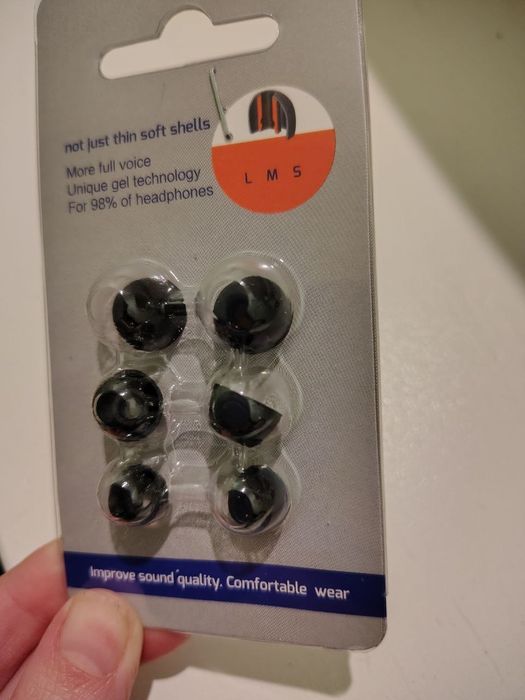 not just thin soft shells
More full voice
Unique gel technology
For 98% of headphones
L M S
Improve sound quality. Comfortable wear